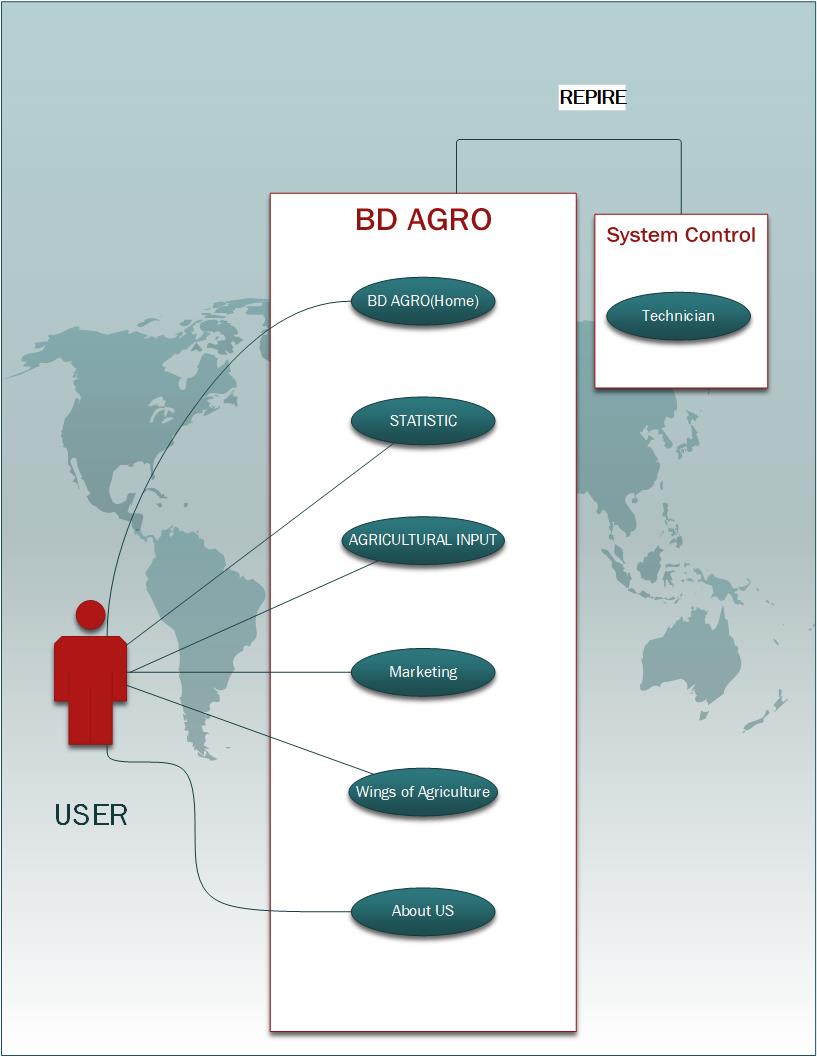 REPIRE
BD AGRO
System Control
BD AGRO(Home)
Technician
STATISTIC
AGRICULTURAL INPUT
Marketing
Wings of Agriculture
USER
About US